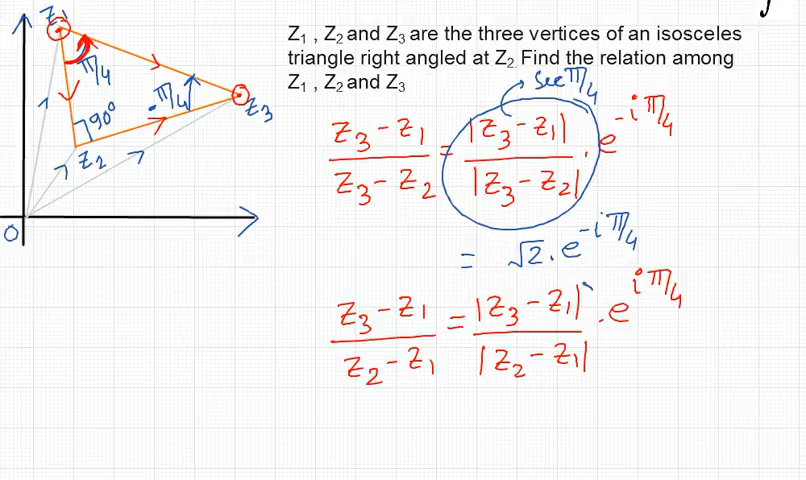 Z₁
Z₁ , Z₂ and Z₃ are the three vertices of an isosceles
triangle right angled at Z₂. Find the relation among
Z₁ , Z₂ and Z₃
π/4
π/4
90°
Z₃
Z₂
O
sec π/4
(Z₃ - Z₁)/(Z₃ - Z₂) = |Z₃ - Z₁|/|Z₃ - Z₂| . e^(-iπ/4)
= √2 . e^(-iπ/4)
(Z₃ - Z₁)/(Z₂ - Z₁) = |Z₃ - Z₁|/|Z₂ - Z₁| . e^(iπ/4)